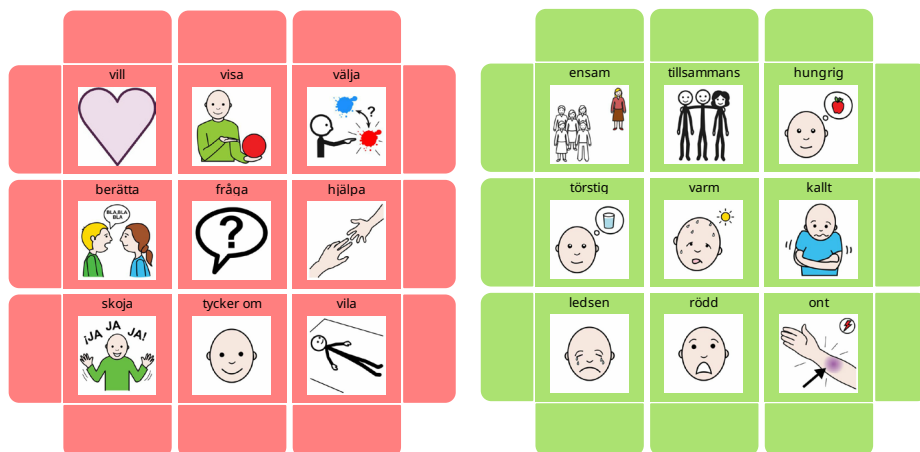 vill
visa
välja
?
berätta
fråga
hjälpa
BLA,BLA
BLA
?
skoja
tycker om
vila
¡JA JA JA!
ensam
tillsammans
hungrig
törstig
varm
kallt
ledsen
rödd
ont